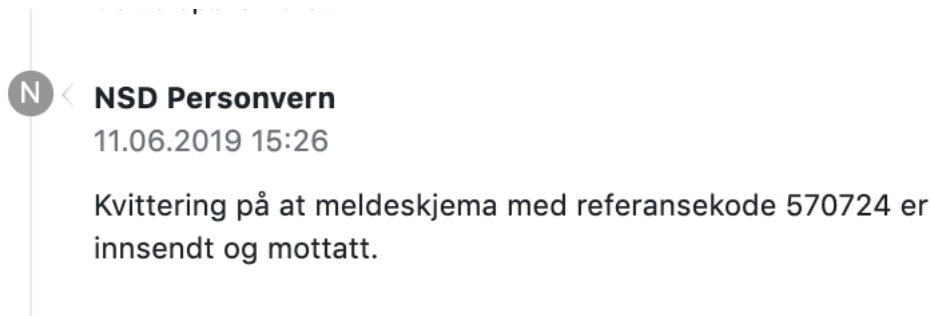 N
NSD Personvern
11.06.2019 15:26
Kvittering på at meldeskjema med referansekode 570724 er
innsendt og mottatt.